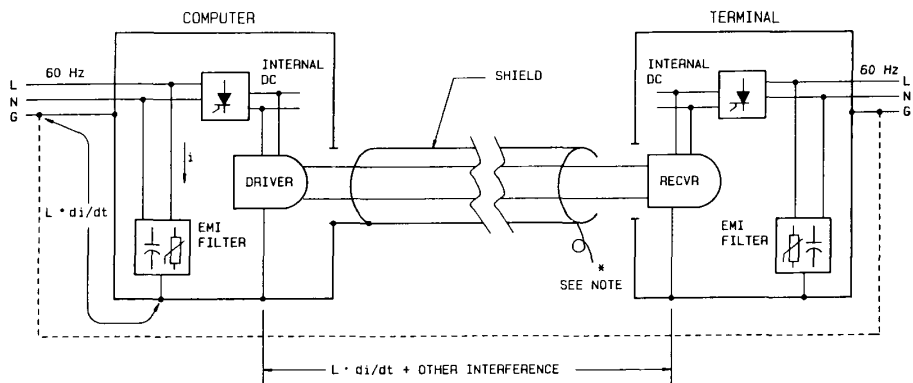 COMPUTER
TERMINAL
60 Hz
L
N
G
INTERNAL
DC
SHIELD
INTERNAL
DC
60 Hz
L
N
G
i
DRIVER
RECVR
L • di/dt
EMI
FILTER
EMI
FILTER
*
SEE NOTE
L • di/dt + OTHER INTERFERENCE